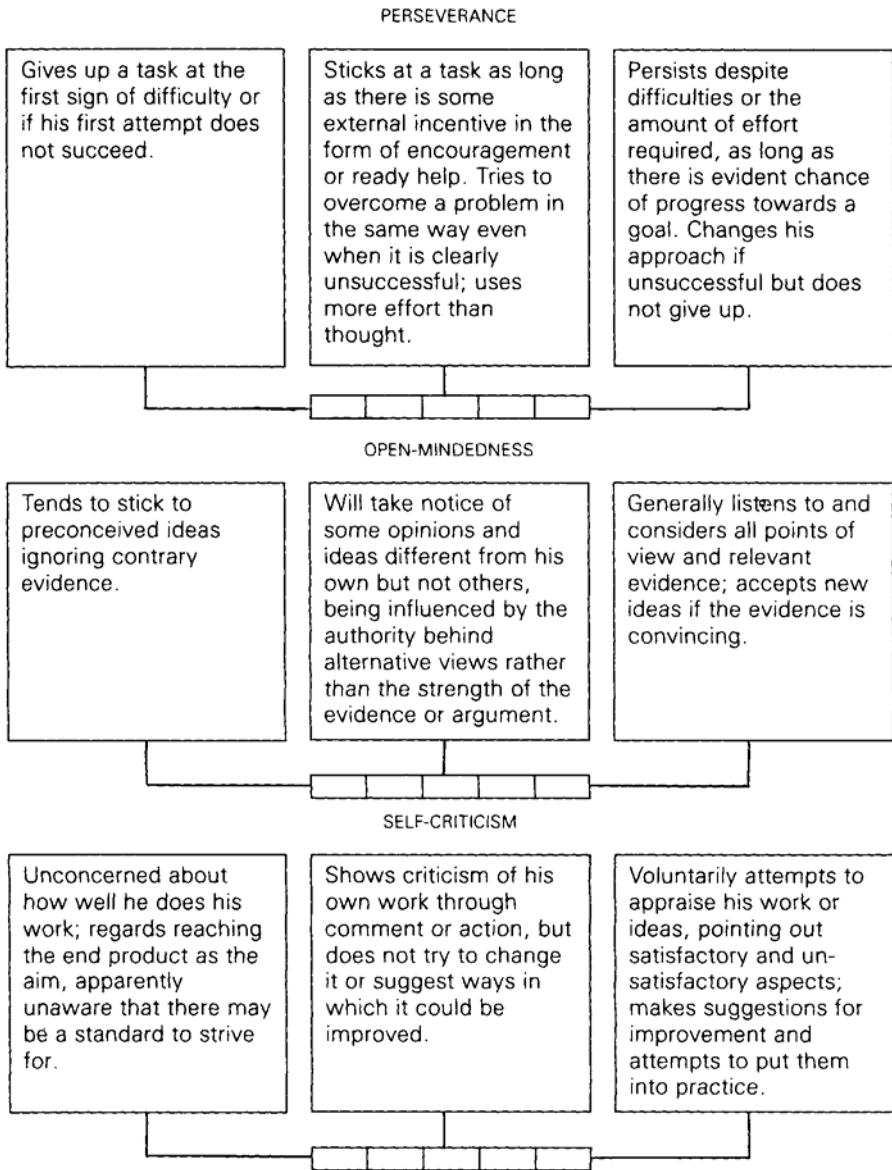 PERSEVERANCE
Gives up a task at the
first sign of difficulty or
if his first attempt does
not succeed.
Sticks at a task as long
as there is some
external incentive in the
form of encouragement
or ready help. Tries to
overcome a problem in
the same way even
when it is clearly
unsuccessful; uses
more effort than
thought.
Persists despite
difficulties or the
amount of effort
required, as long as
there is evident chance
of progress towards a
goal. Changes his
approach if
unsuccessful but does
not give up.
OPEN-MINDEDNESS
Tends to stick to
preconceived ideas
ignoring contrary
evidence.
Will take notice of
some opinions and
ideas different from his
own but not others,
being influenced by the
authority behind
alternative views rather
than the strength of the
evidence or argument.
Generally listens to and
considers all points of
view and relevant
evidence; accepts new
ideas if the evidence is
convincing.
SELF-CRITICISM
Unconcerned about
how well he does his
work; regards reaching
the end product as the
aim, apparently
unaware that there may
be a standard to strive
for.
Shows criticism of his
own work through
comment or action, but
does not try to change
it or suggest ways in
which it could be
improved.
Voluntarily attempts to
appraise his work or
ideas, pointing out
satisfactory and un-
satisfactory aspects;
makes suggestions for
improvement and
attempts to put them
into practice.